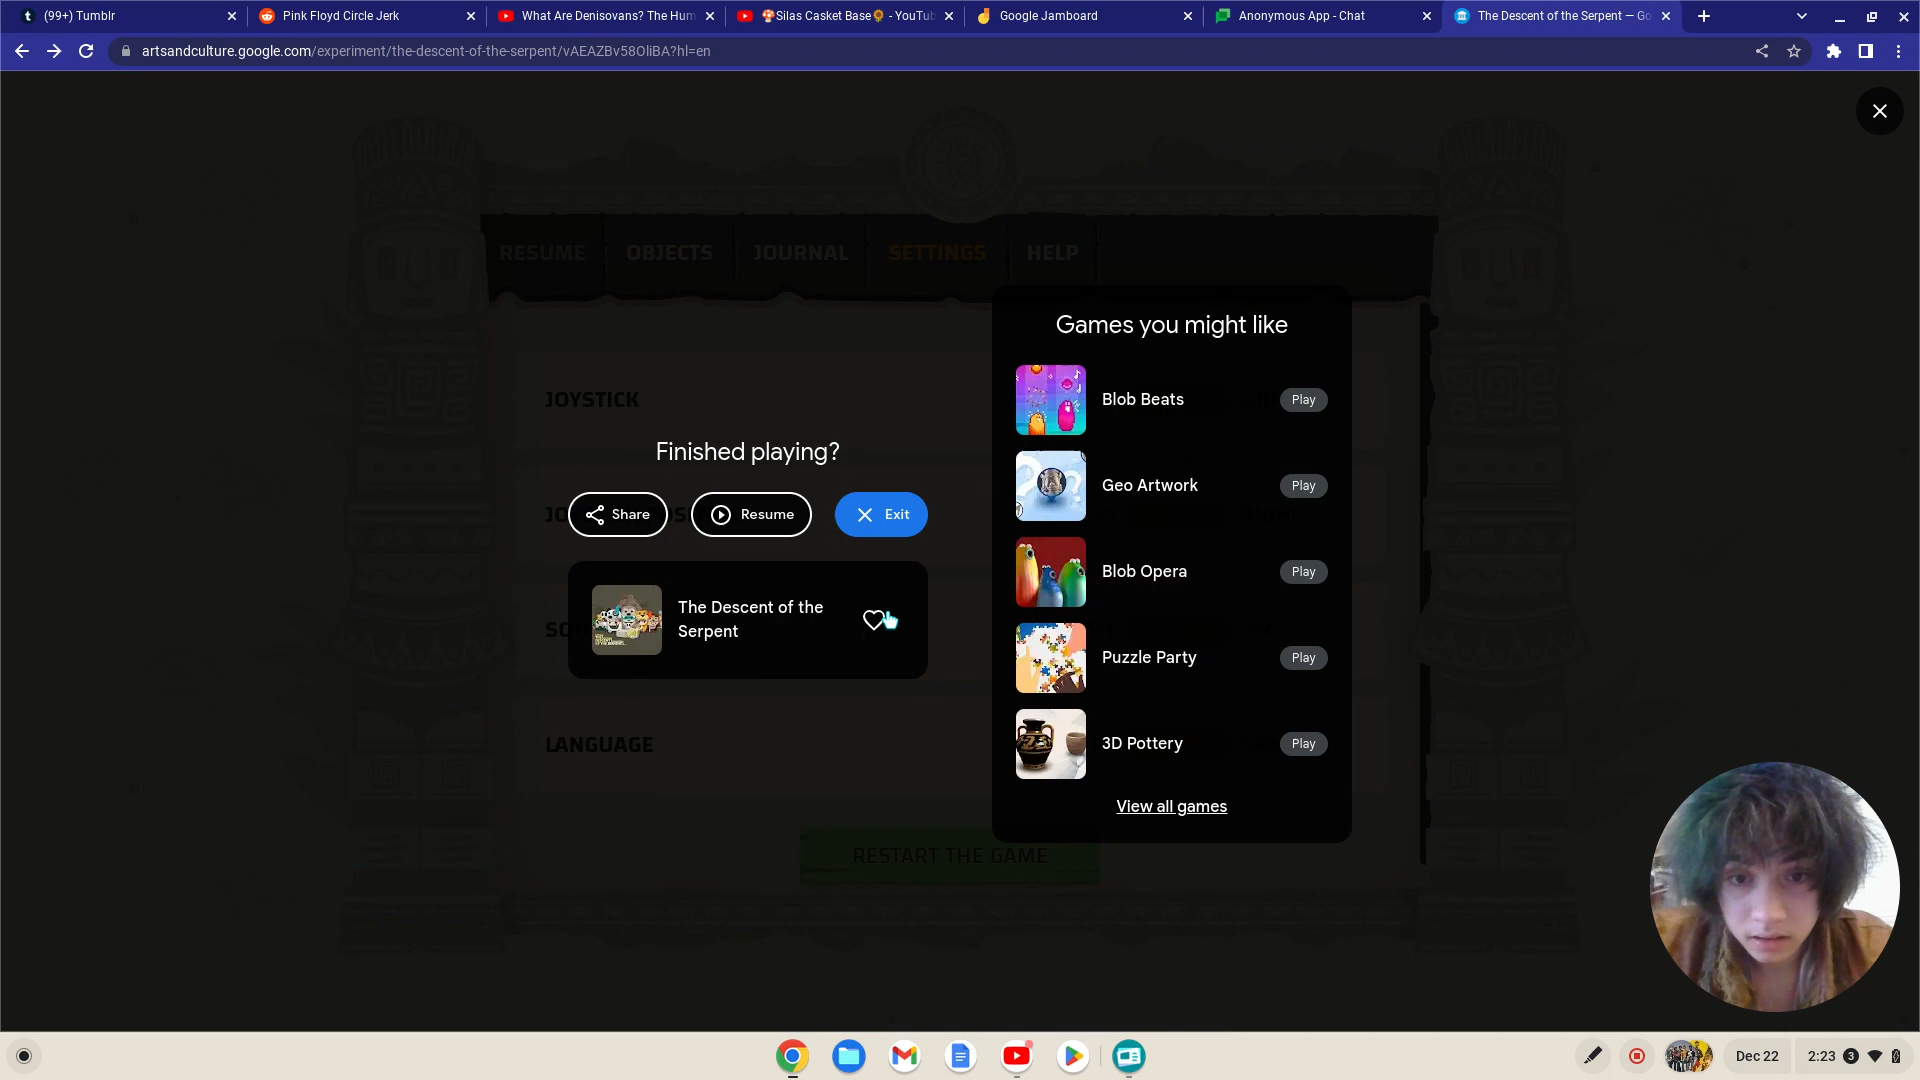 (99+) Tumblr
Pink Floyd Circle Jerk
What Are Denisovans? The Hum
🍄Silas Casket Base🌻 - YouTub
Google Jamboard
Anonymous App - Chat
The Descent of the Serpent — Go
artsandculture.google.com/experiment/the-descent-of-the-serpent/vAEAZBv58OliBA?hl=en
RESUME
OBJECTS
JOURNAL
SETTINGS
HELP
JOYSTICK
LANGUAGE
RESTART THE GAME
Finished playing?
Share
Resume
Exit
The Descent of the
Serpent
Games you might like
Blob Beats
Play
Geo Artwork
Play
Blob Opera
Play
Puzzle Party
Play
3D Pottery
Play
View all games
Dec 22
2:23
3